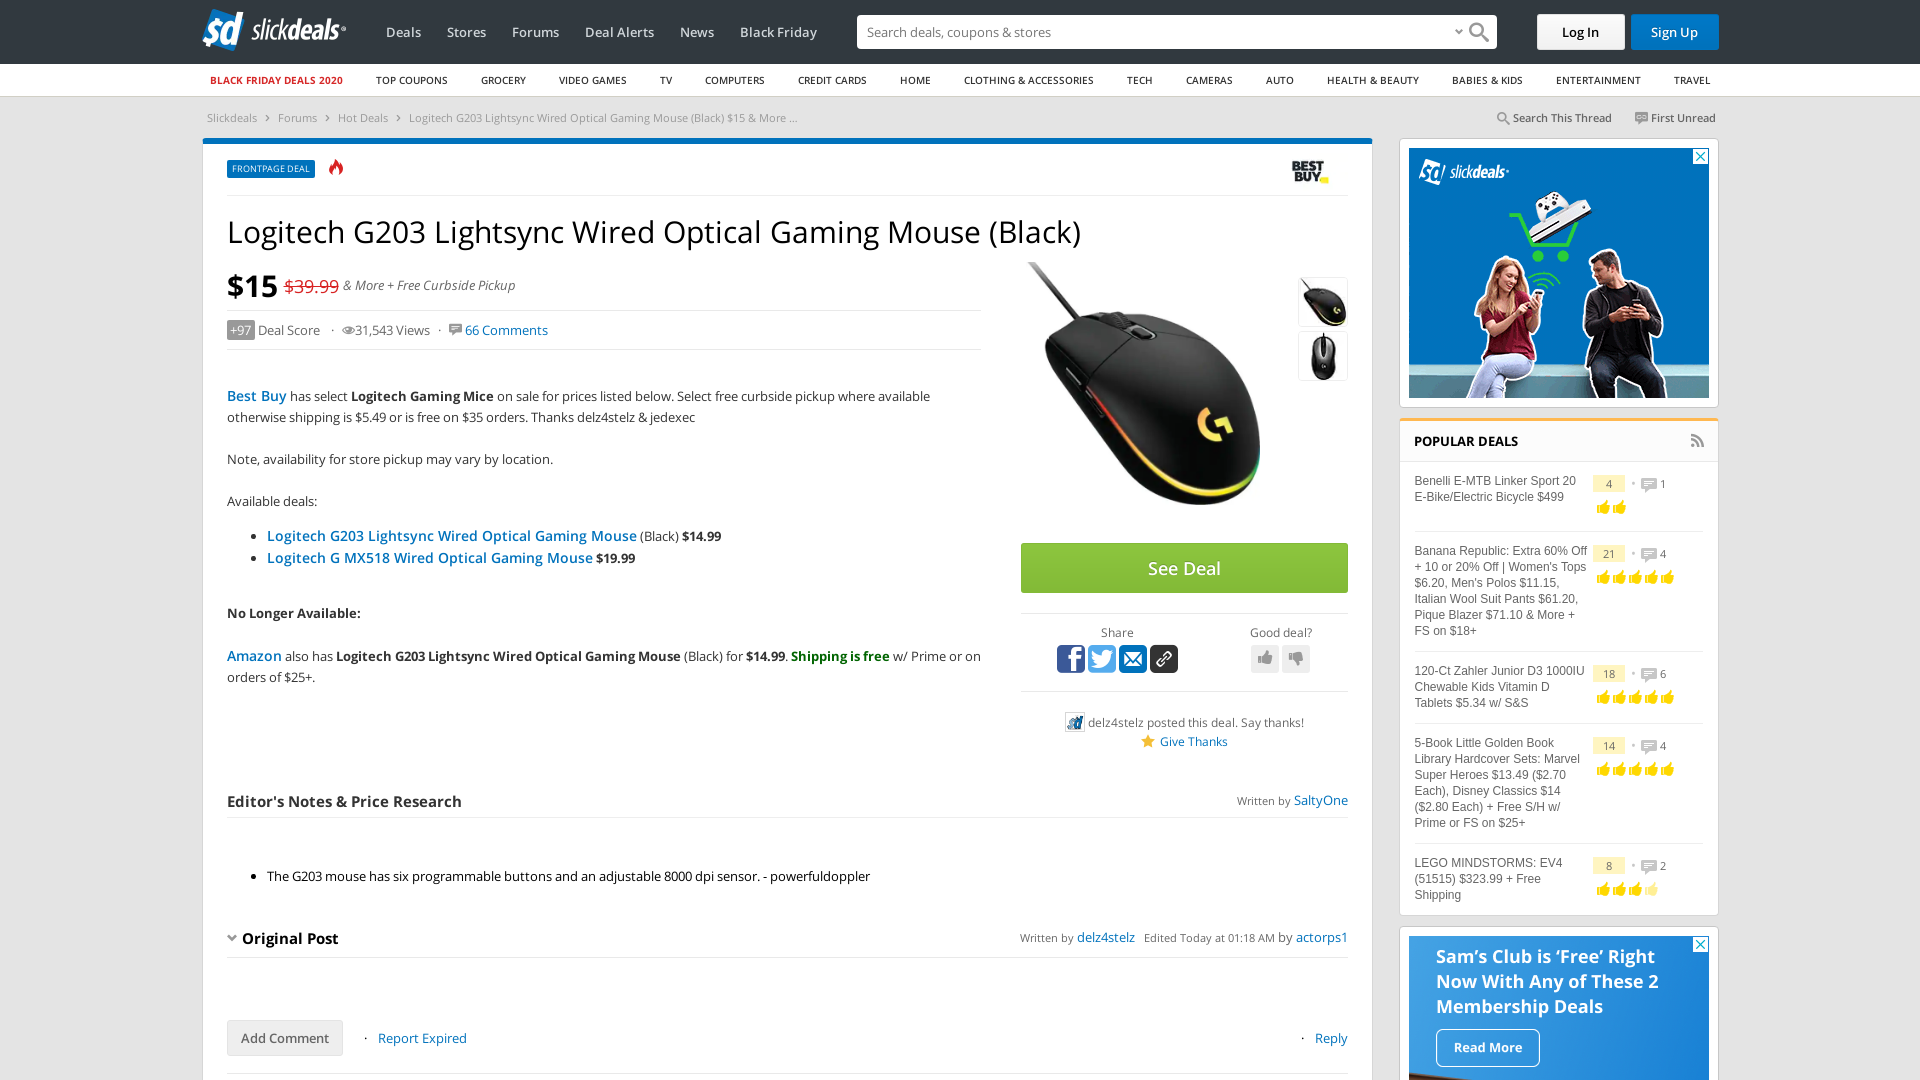 slickdeals
Deals
Stores
Forums
Deal Alerts
News
Black Friday
Search deals, coupons & shopping
Log In
Sign Up
BLACK FRIDAY DEALS 2020
TOP COUPONS
GROCERY
VIDEO GAMES
TV
COMPUTERS
CREDIT CARDS
HOME
CLOTHING & ACCESSORIES
TECH
CAMERAS
AUTO
HEALTH & BEAUTY
BABIES & KIDS
ENTERTAINMENT
TRAVEL
Slickdeals › Forums › Hot Deals › Logitech G203 Lightsync Wired Optical Gaming Mouse (Black) $15 & More ...
Search This Thread
First Unread
FRONTPAGE DEAL
BEST
BUY
Logitech G203 Lightsync Wired Optical Gaming Mouse (Black)
$15 $39.99 & More + Free Curbside Pickup
+97 Deal Score · 31,543 Views · 66 Comments
Best Buy has select Logitech Gaming Mice on sale for prices listed below. Select free curbside pickup where available
otherwise shipping is $5.49 or is free on $35 orders. Thanks delz4stelz & jedexec
Note, availability for store pickup may vary by location.
Available deals:
• Logitech G203 Lightsync Wired Optical Gaming Mouse (Black) $14.99
• Logitech G MX518 Wired Optical Gaming Mouse $19.99
No Longer Available:
Amazon also has Logitech G203 Lightsync Wired Optical Gaming Mouse (Black) for $14.99. Shipping is free w/ Prime or on
orders of $25+.
See Deal
Share
Good deal?
delz4stelz posted this deal. Say thanks!
Give Thanks
Editor's Notes & Price Research
Written by SaltyOne
• The G203 mouse has six programmable buttons and an adjustable 8000 dpi sensor. - powerfuldoppler
Original Post
Written by delz4stelz Edited Today at 01:18 AM by actorps1
Add Comment
· Report Expired
· Reply
sd slickdeals
POPULAR DEALS
Benelli E-MTB Linker Sport 20
E-Bike/Electric Bicycle $499
4 • 1
Banana Republic: Extra 60% Off
+ 10 or 20% Off | Women's Tops
$6.20, Men's Polos $11.15,
Italian Wool Suit Pants $61.20,
Pique Blazer $71.10 & More +
FS on $18+
21 • 4
120-Ct Zahler Junior D3 1000IU
Chewable Kids Vitamin D
Tablets $5.34 w/ S&S
18 • 6
5-Book Little Golden Book
Library Hardcover Sets: Marvel
Super Heroes $13.49 ($2.70
Each), Disney Classics $14
($2.80 Each) + Free S/H w/
Prime or FS on $25+
14 • 4
LEGO MINDSTORMS: EV4
(51515) $323.99 + Free
Shipping
8 • 2
Sam's Club is 'Free' Right
Now With Any of These 2
Membership Deals
Read More